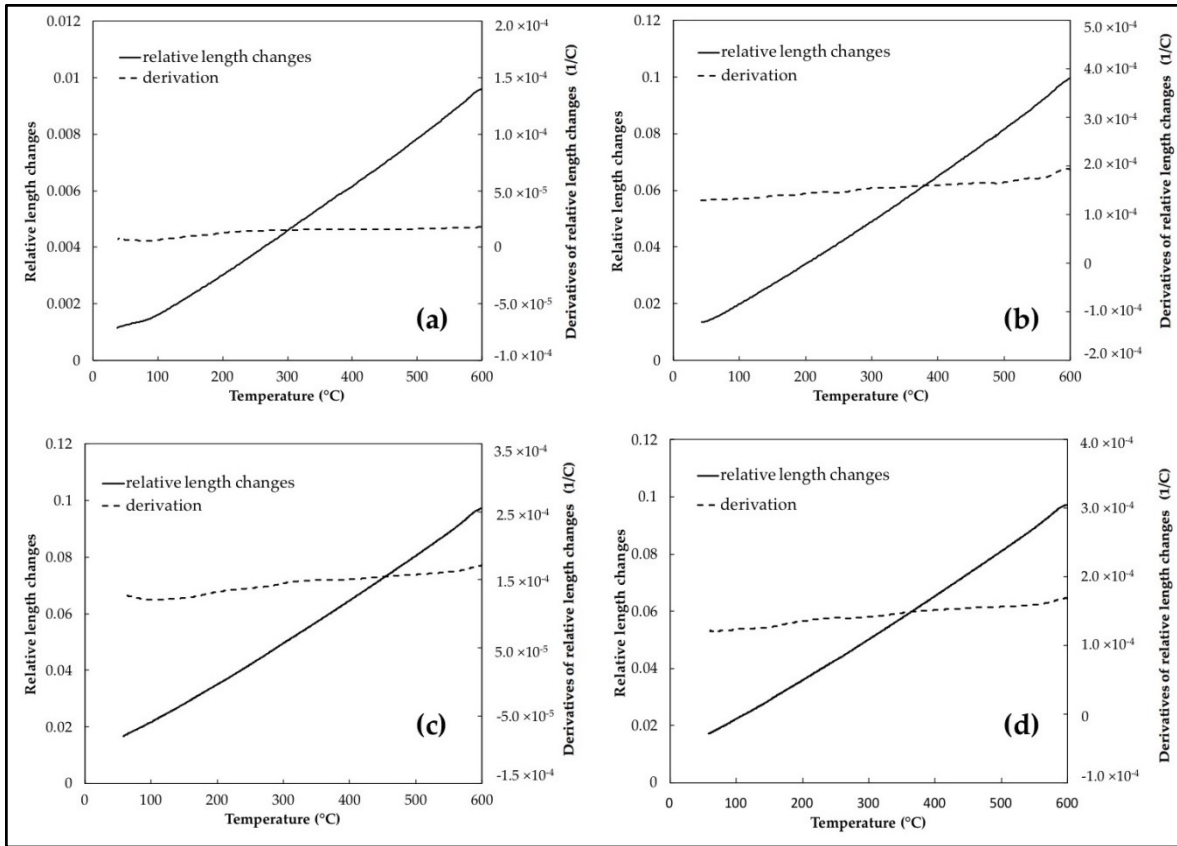 0.012
0.01
0.008
0.006
0.004
0.002
0
Relative length changes
relative length changes
derivation
(a)
2.0 ×10⁻⁴
1.5 ×10⁻⁴
1.0 ×10⁻⁴
5.0 ×10⁻⁵
0
-5.0 ×10⁻⁵
-1.0 ×10⁻⁴
Derivatives of relative length changes (1/C)
0 100 200 300 400 500 600
Temperature (°C)
0.12
0.1
0.08
0.06
0.04
0.02
0
Relative length changes
relative length changes
derivation
(b)
5.0 ×10⁻⁴
4.0 ×10⁻⁴
3.0 ×10⁻⁴
2.0 ×10⁻⁴
1.0 ×10⁻⁴
0
-1.0 ×10⁻⁴
-2.0 ×10⁻⁴
Derivatives of relative length changes (1/C)
0 100 200 300 400 500 600
Temperature (°C)
0.12
0.1
0.08
0.06
0.04
0.02
0
Relative length changes
relative length changes
derivation
(c)
3.5 ×10⁻⁴
2.5 ×10⁻⁴
1.5 ×10⁻⁴
5.0 ×10⁻⁵
-5.0 ×10⁻⁵
-1.5 ×10⁻⁴
Derivatives of relative length changes (1/C)
0 100 200 300 400 500 600
Temperature (°C)
0.12
0.1
0.08
0.06
0.04
0.02
0
Relative length changes
relative length changes
derivation
(d)
4.0 ×10⁻⁴
3.0 ×10⁻⁴
2.0 ×10⁻⁴
1.0 ×10⁻⁴
0
-1.0 ×10⁻⁴
Derivatives of relative length changes (1/C)
0 100 200 300 400 500 600
Temperature (°C)